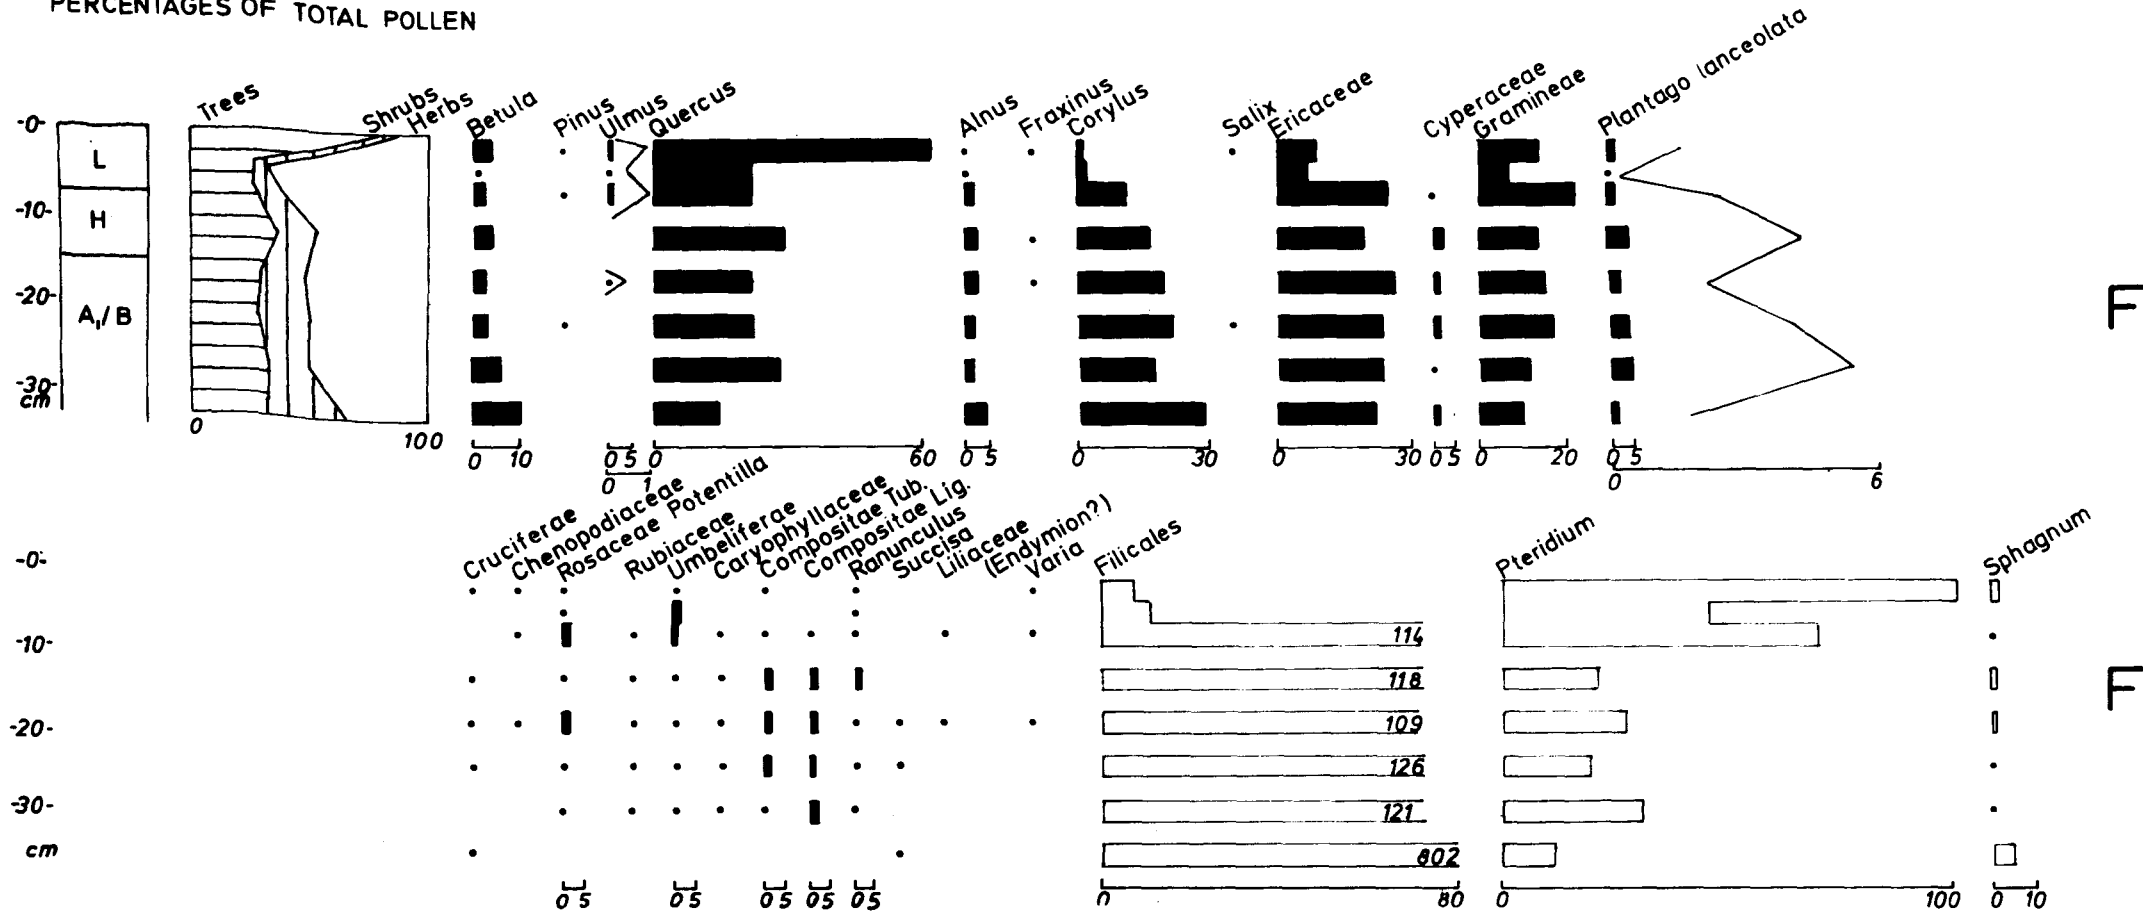 PERCENTAGES OF TOTAL POLLEN
Trees
Shrubs
Herbs
Betula
Pinus
Ulmus
Quercus
Alnus
Fraxinus
Corylus
Salix
Ericaceae
Cyperaceae
Gramineae
Plantago lanceolata
-0-
L
-10-
H
-20-
A₁/B
-30-
cm
F
0 100
0 10
0 5
0 1
0 60
0 5
0 30
0 30
0 5
0 20
0 5
0 6
Cruciferae
Chenopodiaceae
Rosaceae Potentilla
Rubiaceae
Umbeliferae
Caryophyllaceae
Compositae Tub.
Compositae Lig.
Ranunculus
Succisa
Liliaceae
(Endymion?)
Varia
Filicales
Pteridium
Sphagnum
-0-
-10-
-20-
-30-
cm
114
118
109
126
121
802
F
0 5
0 5
0 5
0 5
0 5
0 80
0 100
0 10